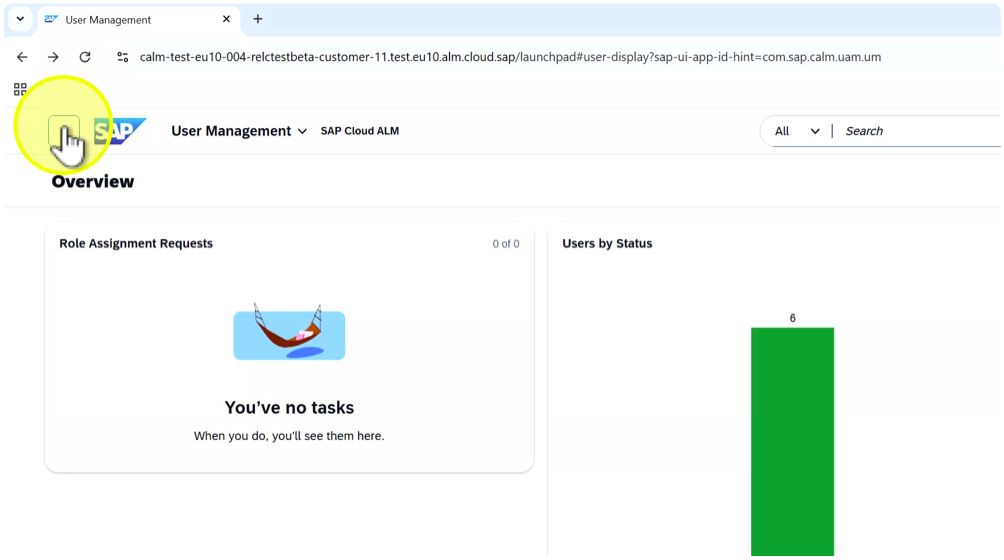 User Management
calm-test-eu10-004-relctestbeta-customer-11.test.eu10.alm.cloud.sap/launchpad#user-display?sap-ui-app-id-hint=com.sap.calm.uam.um
SAP User Management SAP Cloud ALM All Search
Overview
Role Assignment Requests 0 of 0 Users by Status
6
You've no tasks
When you do, you'll see them here.